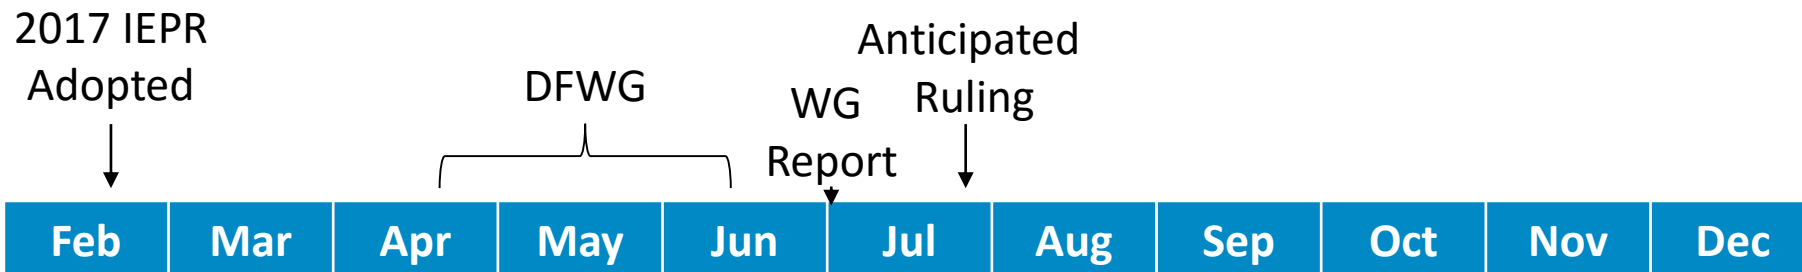 2017 IEPR
Adopted
DFWG
WG
Report
Anticipated
Ruling
Feb Mar Apr May Jun Jul Aug Sep Oct Nov Dec